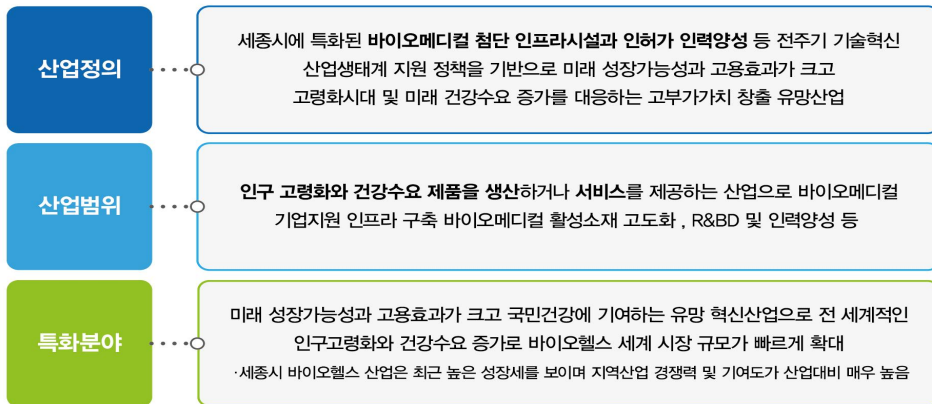 산업정의
세종시에 특화된 바이오메디컬 첨단 인프라시설과 인허가 인력양성 등 전주기 기술혁신
산업생태계 지원 정책을 기반으로 미래 성장가능성과 고용효과가 크고
고령화시대 및 미래 건강수요 증가를 대응하는 고부가가치 창출 유망산업
산업범위
인구 고령화와 건강수요 제품을 생산하거나 서비스를 제공하는 산업으로 바이오메디컬
기업지원 인프라 구축 바이오메디컬 활성소재 고도화 , R&BD 및 인력양성 등
특화분야
미래 성장가능성과 고용효과가 크고 국민건강에 기여하는 유망 혁신산업으로 전 세계적인
인구고령화와 건강수요 증가로 바이오헬스 세계 시장 규모가 빠르게 확대
·세종시 바이오헬스 산업은 최근 높은 성장세를 보이며 지역산업 경쟁력 및 기여도가 산업대비 매우 높음